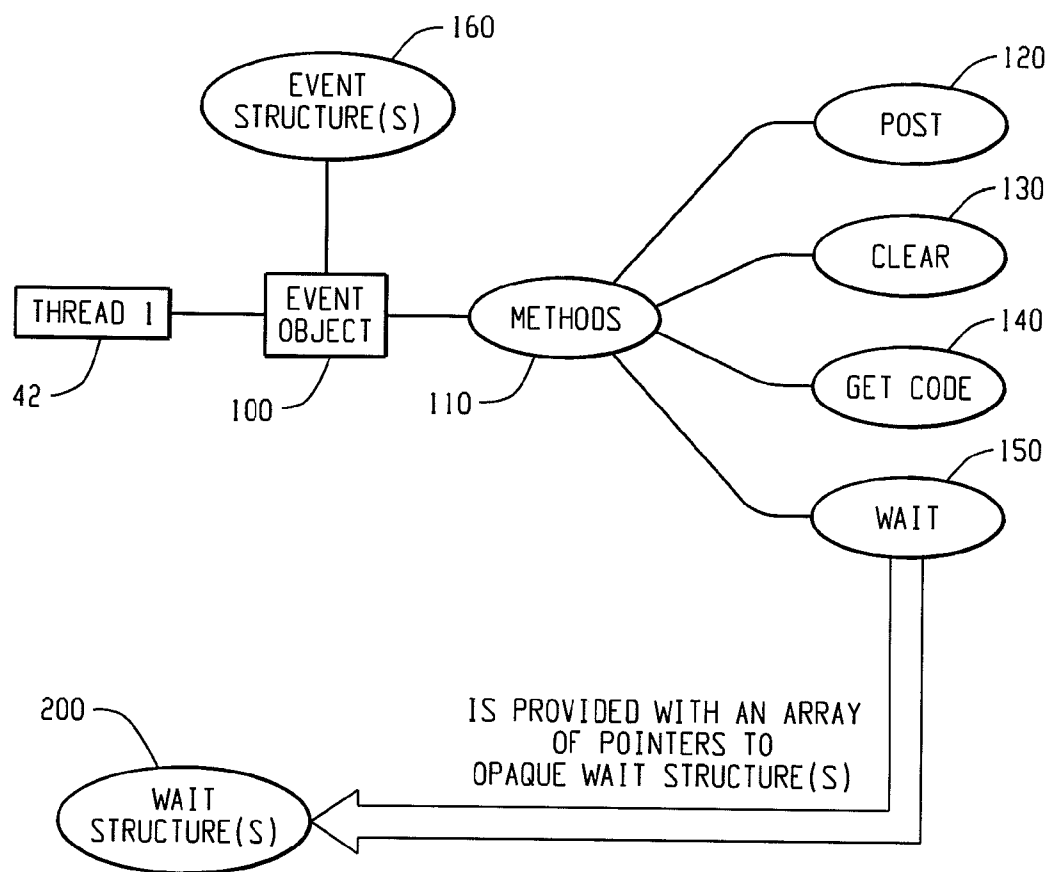 160
EVENT
STRUCTURE(S)
120
POST
130
CLEAR
THREAD 1
42
EVENT
OBJECT
100
METHODS
110
140
GET CODE
150
WAIT
IS PROVIDED WITH AN ARRAY
OF POINTERS TO
OPAQUE WAIT STRUCTURE(S)
200
WAIT
STRUCTURE(S)